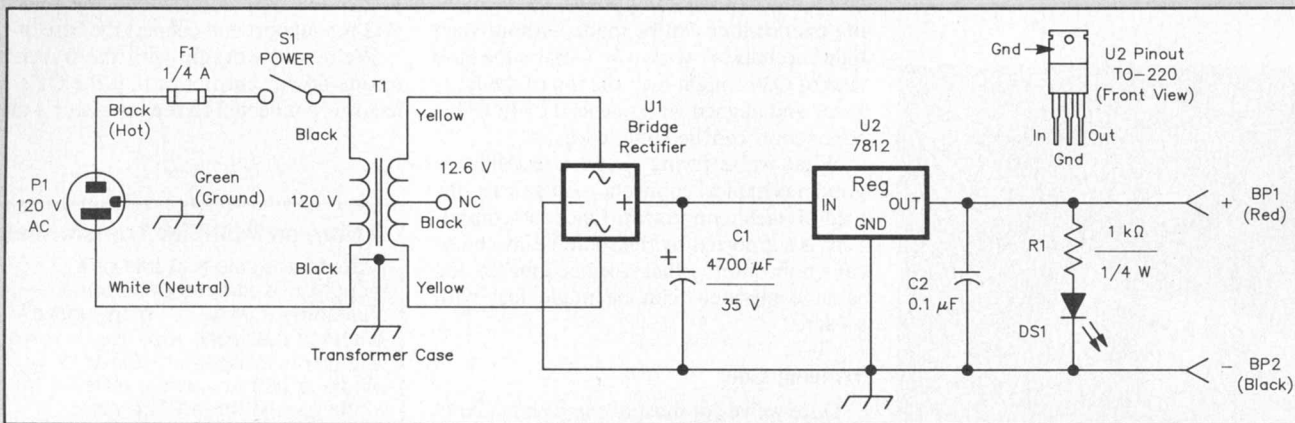 F1
1/4 A
S1
POWER
Black
(Hot)
T1
Black
Yellow
P1
120 V
AC
Green
(Ground)
120 V
12.6 V
NC
Black
Black
White (Neutral)
Yellow
Transformer Case
U1
Bridge
Rectifier
~
− +
~
+
C1
4700 µF
35 V
U2
7812
Reg
IN OUT
GND
Gnd
U2 Pinout
TO-220
(Front View)
In Out
Gnd
C2
0.1 µF
R1
1 kΩ
1/4 W
DS1
+
BP1
(Red)
−
BP2
(Black)